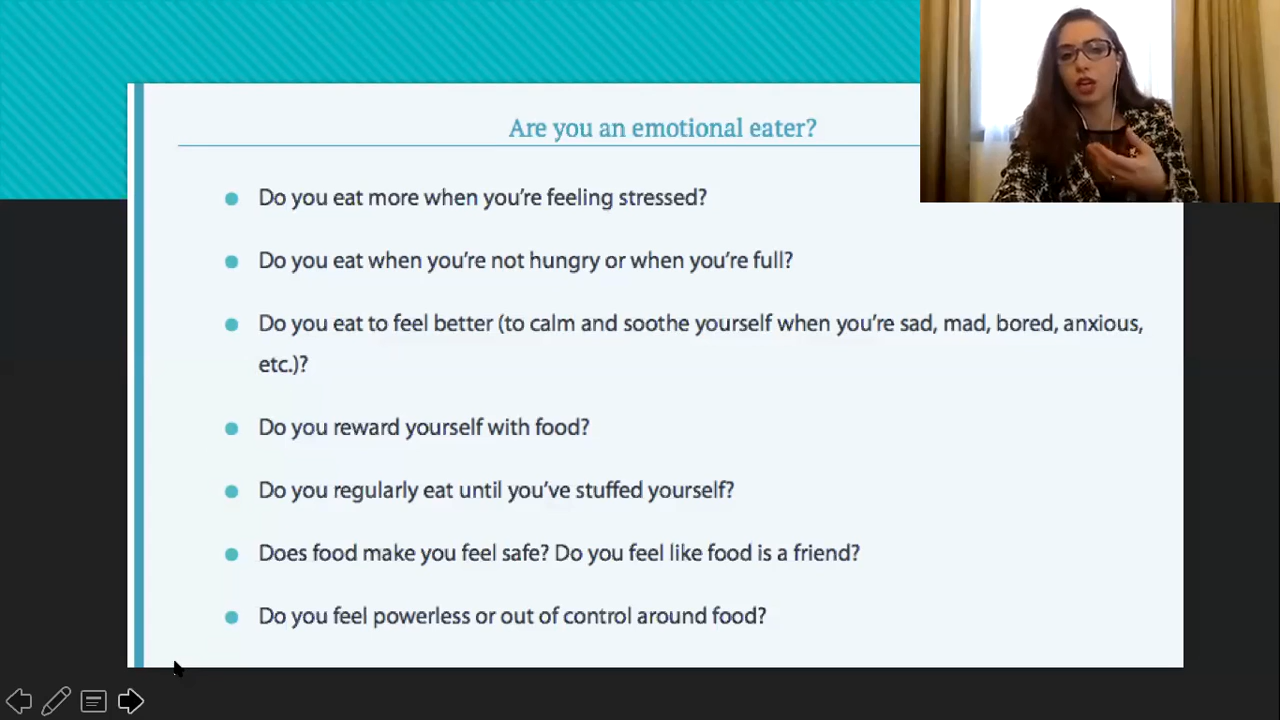 Are you an emotional eater?
Do you eat more when you're feeling stressed?
Do you eat when you're not hungry or when you're full?
Do you eat to feel better (to calm and soothe yourself when you're sad, mad, bored, anxious,
etc.)?
Do you reward yourself with food?
Do you regularly eat until you've stuffed yourself?
Does food make you feel safe? Do you feel like food is a friend?
Do you feel powerless or out of control around food?